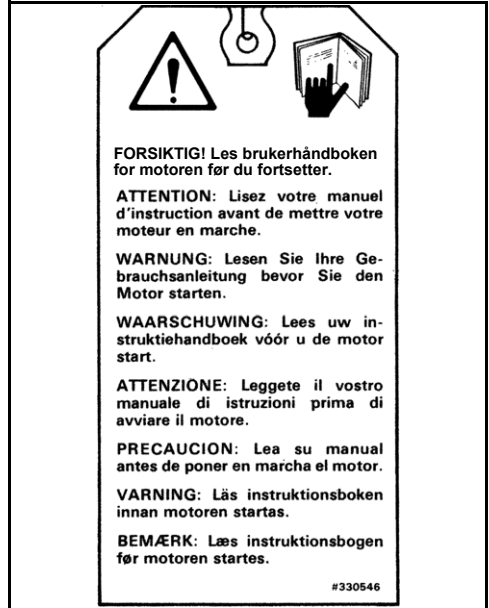 FORSIKTIG! Les brukerhåndboken
for motoren før du fortsetter.
ATTENTION: Lisez votre manuel
d'instruction avant de mettre votre
moteur en marche.
WARNUNG: Lesen Sie Ihre Ge-
brauchsanleitung bevor Sie den
Motor starten.
WAARSCHUWING: Lees uw in-
struktiehandboek vóór u de motor
start.
ATTENZIONE: Leggete il vostro
manuale di istruzioni prima di
avviare il motore.
PRECAUCION: Lea su manual
antes de poner en marcha el motor.
VARNING: Läs instruktionsboken
innan motoren startas.
BEMÆRK: Læs instruktionsbogen
før motoren startes.
#330546